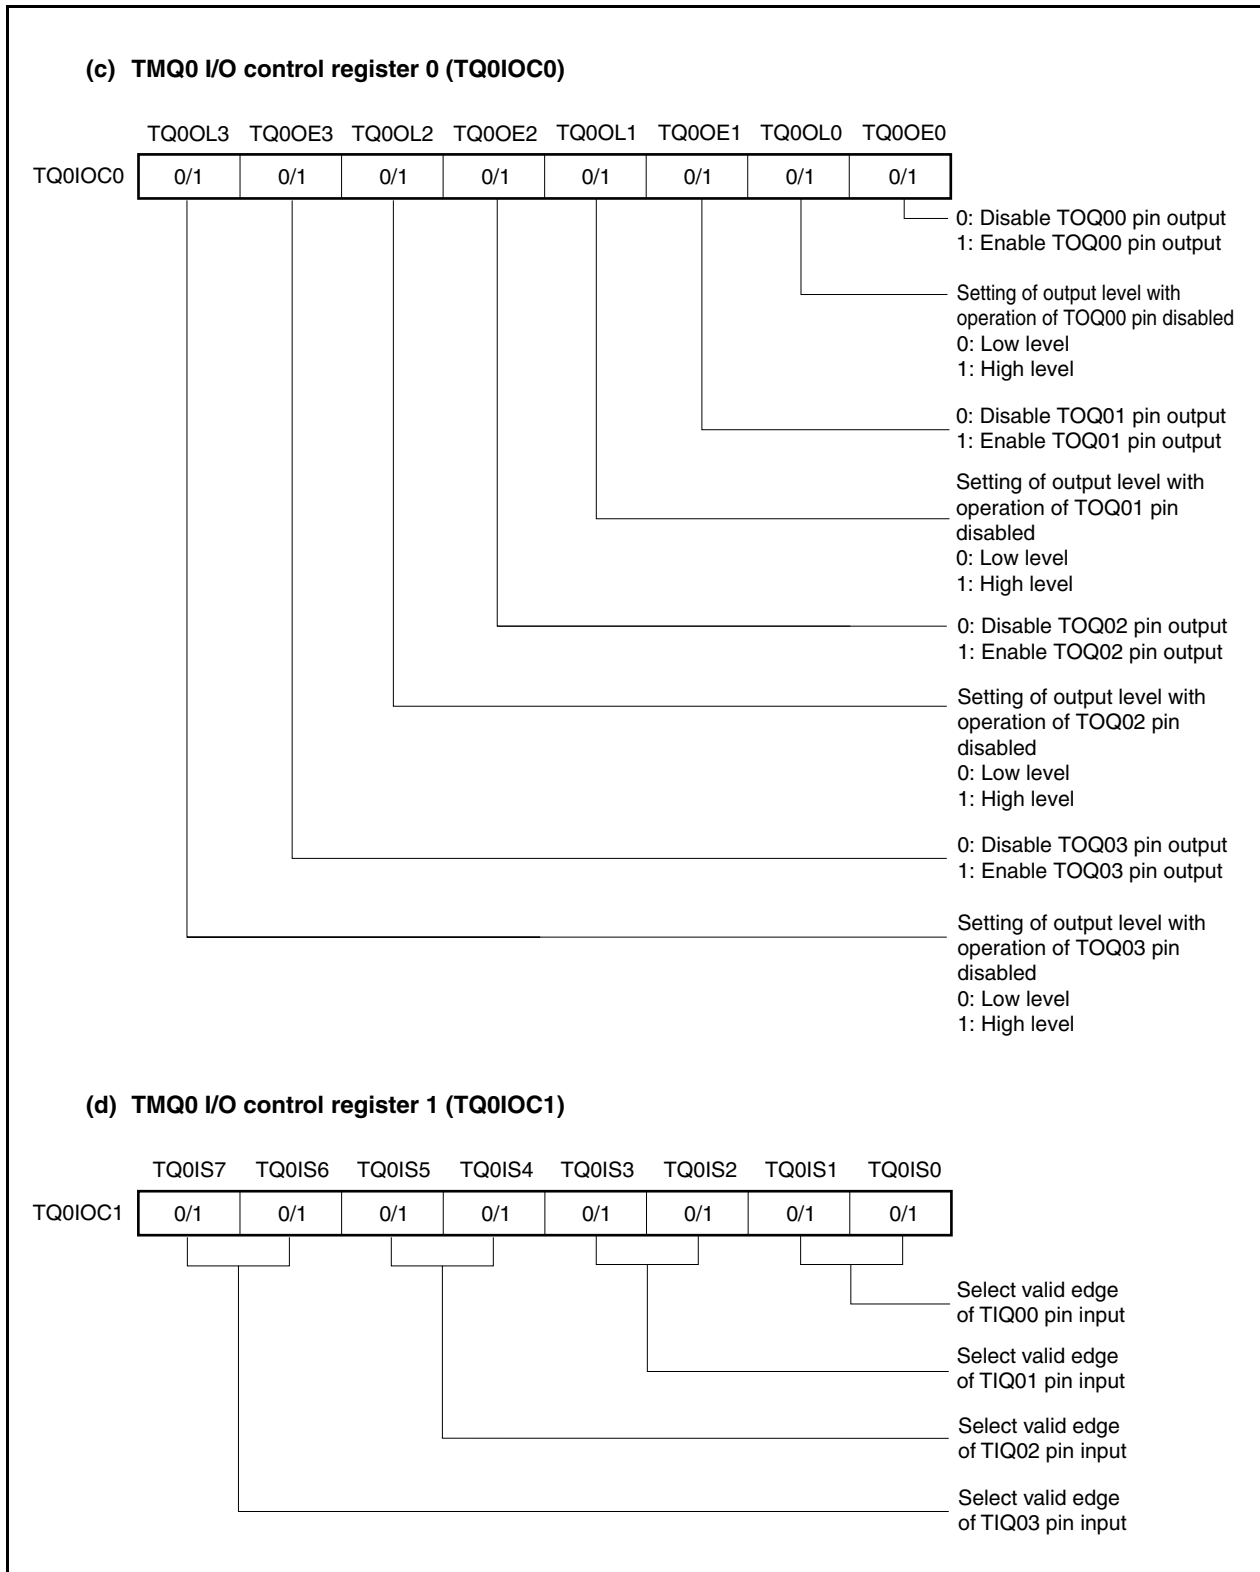 (c) TMQ0 I/O control register 0 (TQ0IOC0)
TQ0OL3 TQ0OE3 TQ0OL2 TQ0OE2 TQ0OL1 TQ0OE1 TQ0OL0 TQ0OE0
TQ0IOC0 0/1 0/1 0/1 0/1 0/1 0/1 0/1 0/1
0: Disable TOQ00 pin output
1: Enable TOQ00 pin output
Setting of output level with
operation of TOQ00 pin disabled
0: Low level
1: High level
0: Disable TOQ01 pin output
1: Enable TOQ01 pin output
Setting of output level with
operation of TOQ01 pin
disabled
0: Low level
1: High level
0: Disable TOQ02 pin output
1: Enable TOQ02 pin output
Setting of output level with
operation of TOQ02 pin
disabled
0: Low level
1: High level
0: Disable TOQ03 pin output
1: Enable TOQ03 pin output
Setting of output level with
operation of TOQ03 pin
disabled
0: Low level
1: High level
(d) TMQ0 I/O control register 1 (TQ0IOC1)
TQ0IS7 TQ0IS6 TQ0IS5 TQ0IS4 TQ0IS3 TQ0IS2 TQ0IS1 TQ0IS0
TQ0IOC1 0/1 0/1 0/1 0/1 0/1 0/1 0/1 0/1
Select valid edge
of TIQ00 pin input
Select valid edge
of TIQ01 pin input
Select valid edge
of TIQ02 pin input
Select valid edge
of TIQ03 pin input